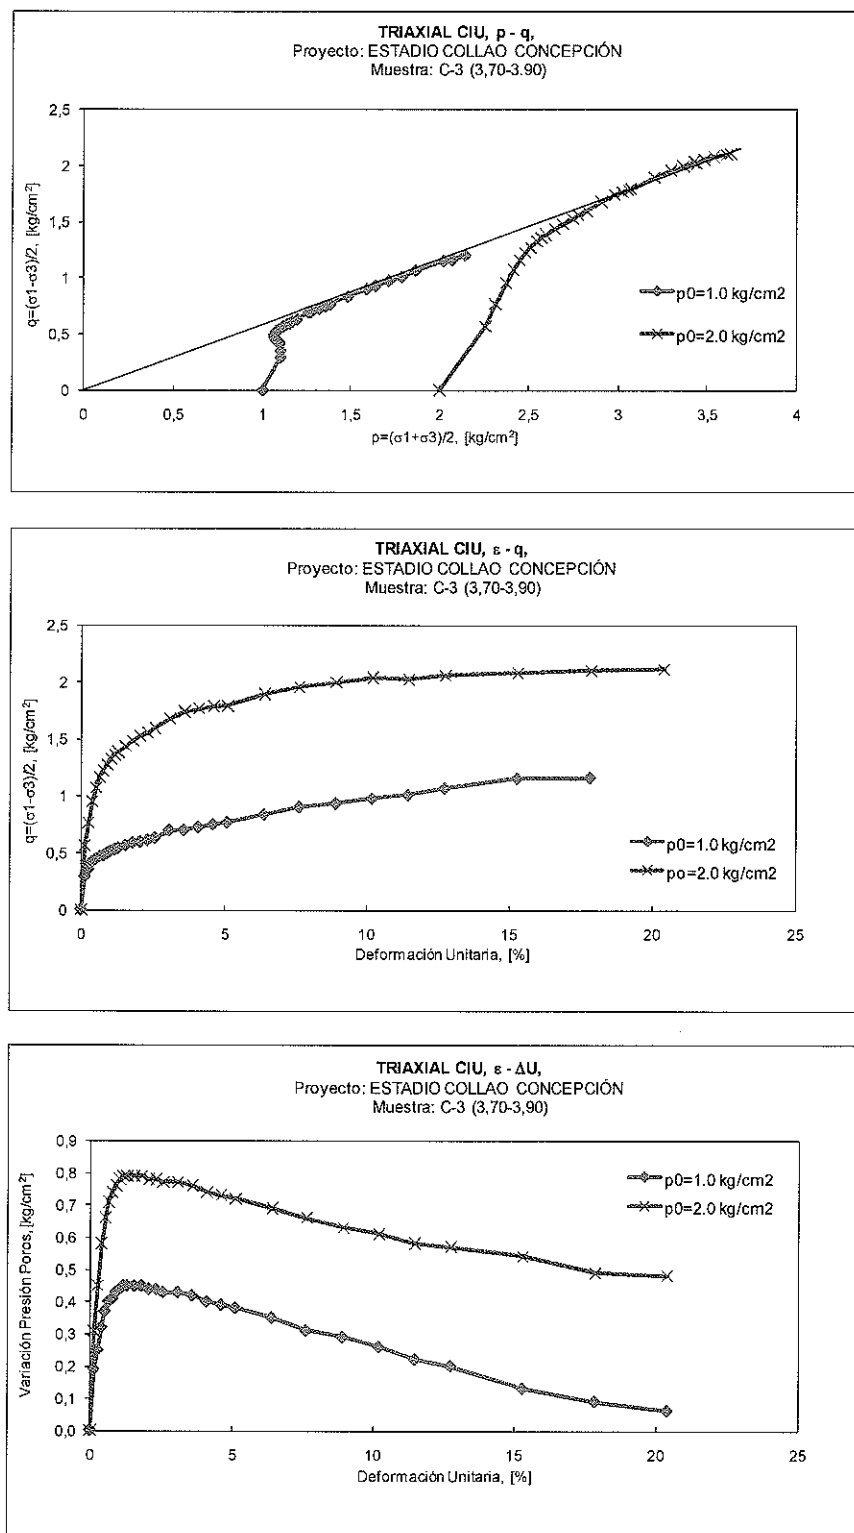 TRIAXIAL CIU, p - q,
Proyecto: ESTADIO COLLAO CONCEPCIÓN
Muestra: C-3 (3,70-3.90)
q=(σ1-σ3)/2, [kg/cm²]
2,5
2
1,5
1
0,5
0
0 0,5 1 1,5 2 2,5 3 3,5 4
p=(σ1+σ3)/2, [kg/cm²]
p0=1.0 kg/cm2
p0=2.0 kg/cm2
TRIAXIAL CIU, ε - q,
Proyecto: ESTADIO COLLAO CONCEPCIÓN
Muestra: C-3 (3,70-3,90)
q=(σ1-σ3)/2, [kg/cm²]
2,5
2
1,5
1
0,5
0
0 5 10 15 20 25
Deformación Unitaria, [%]
p0=1.0 kg/cm2
po=2.0 kg/cm2
TRIAXIAL CIU, ε - ΔU,
Proyecto: ESTADIO COLLAO CONCEPCIÓN
Muestra: C-3 (3,70-3,90)
Variación Presión Poros, [kg/cm²]
0,9
0,8
0,7
0,6
0,5
0,4
0,3
0,2
0,1
0,0
0 5 10 15 20 25
Deformación Unitaria, [%]
p0=1.0 kg/cm2
p0=2.0 kg/cm2